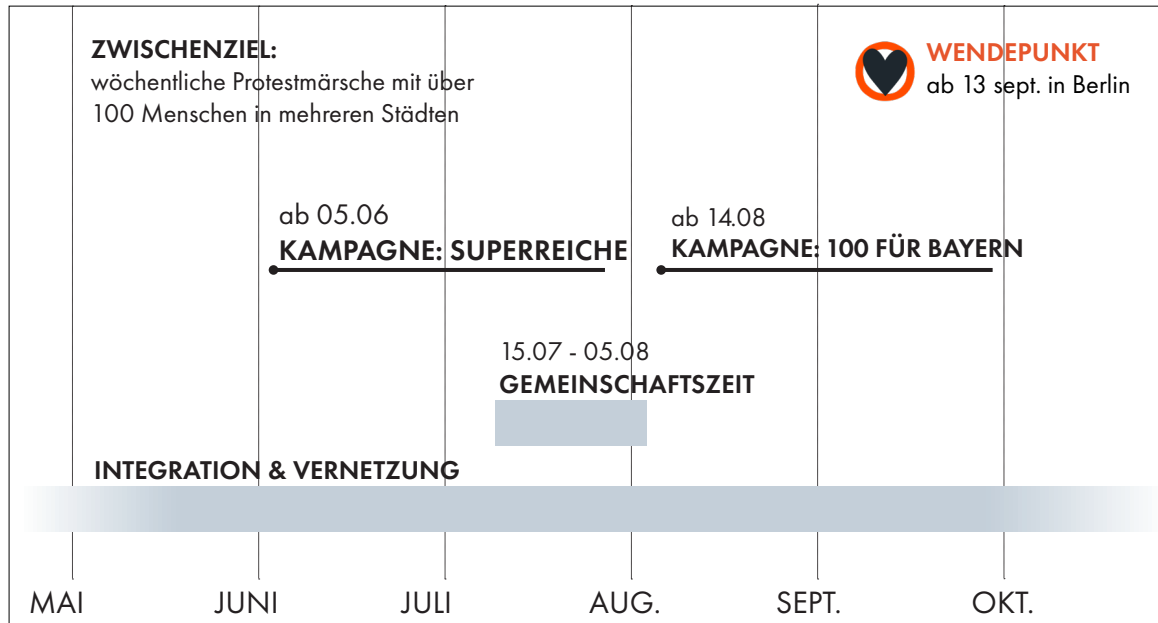 ZWISCHENZIEL:
wöchentliche Protestmärsche mit über
100 Menschen in mehreren Städten
WENDEPUNKT
ab 13 sept. in Berlin
ab 05.06
KAMPAGNE: SUPERREICHE
ab 14.08
KAMPAGNE: 100 FÜR BAYERN
15.07 - 05.08
GEMEINSCHAFTSZEIT
INTEGRATION & VERNETZUNG
MAI JUNI JULI AUG. SEPT. OKT.